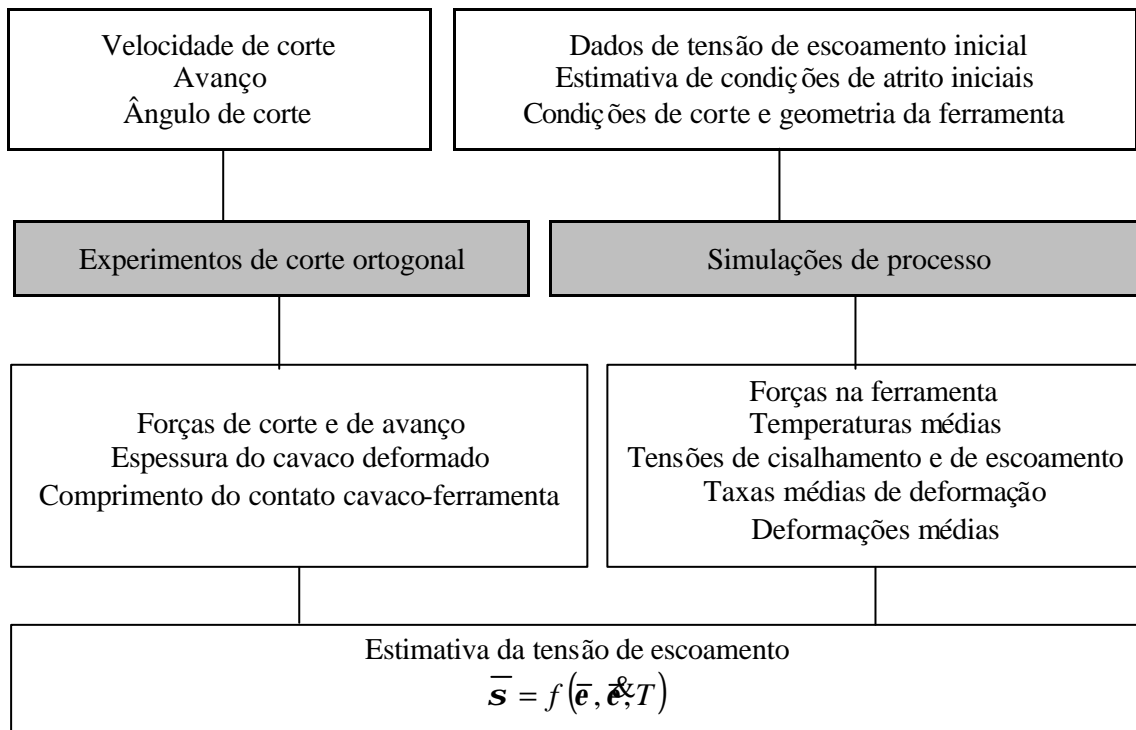 Velocidade de corte
Avanço
Ângulo de corte
Dados de tensão de escoamento inicial
Estimativa de condições de atrito iniciais
Condições de corte e geometria da ferramenta
Experimentos de corte ortogonal
Simulações de processo
Forças de corte e de avanço
Espessura do cavaco deformado
Comprimento do contato cavaco-ferramenta
Forças na ferramenta
Temperaturas médias
Tensões de cisalhamento e de escoamento
Taxas médias de deformação
Deformações médias
Estimativa da tensão de escoamento
s̅ = f(e̅, e̅&, T)